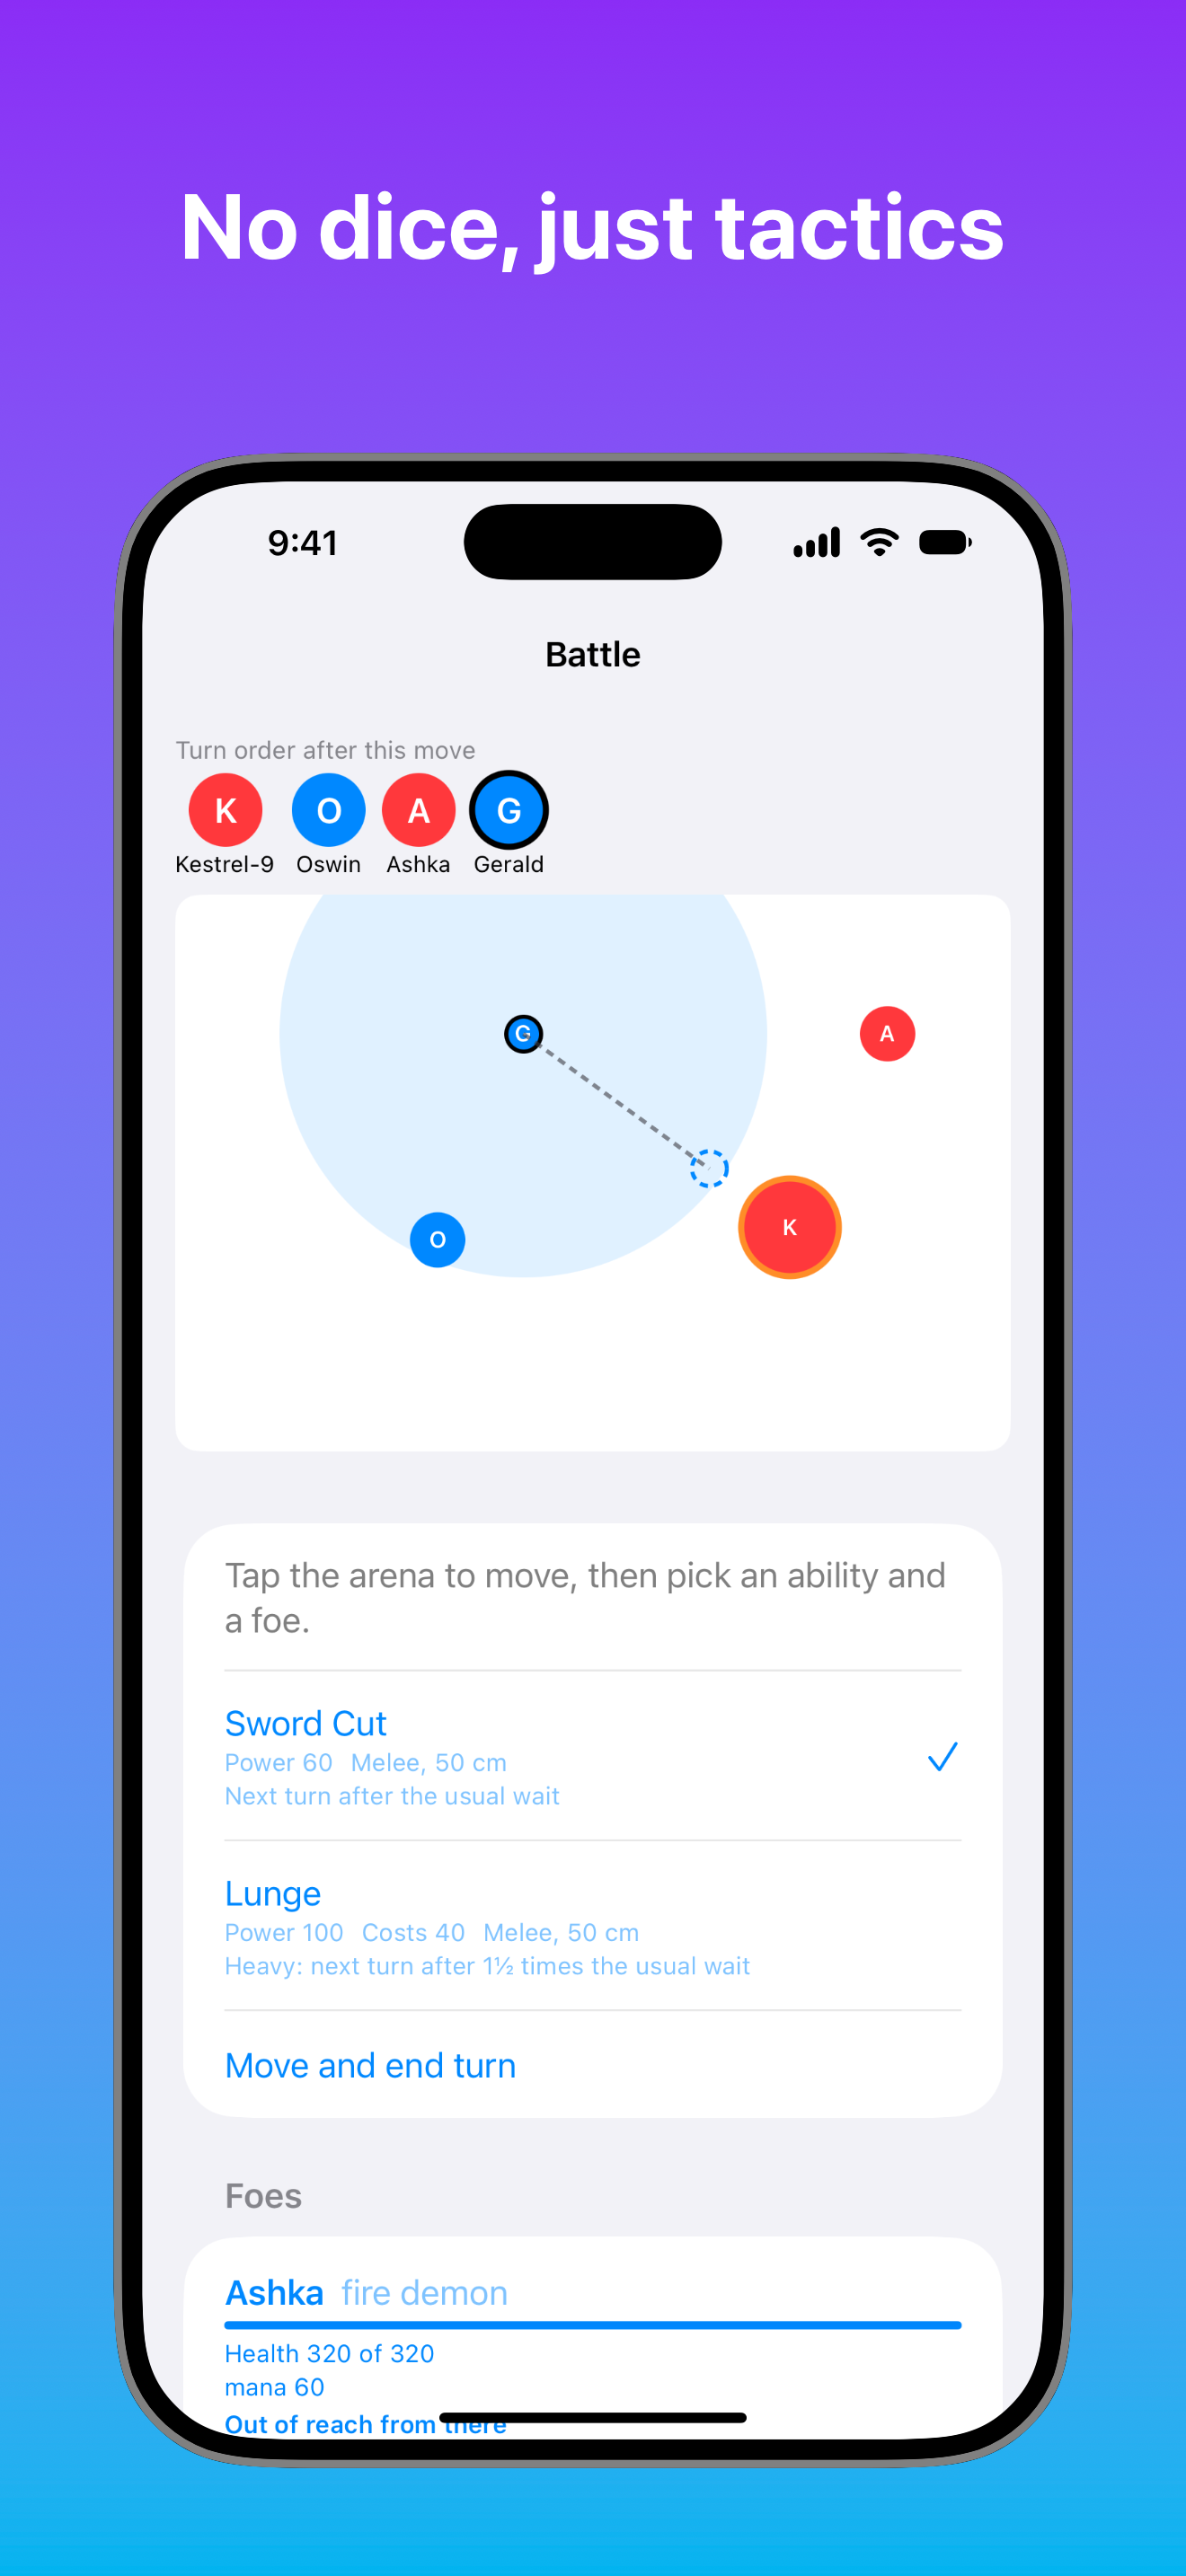 No dice, just tactics
9:41
Battle
Turn order after this move
K O A G
Kestrel-9 Oswin Ashka Gerald
G
A
O
K
Tap the arena to move, then pick an ability and
a foe.
Sword Cut
Power 60 Melee, 50 cm
Next turn after the usual wait
Lunge
Power 100 Costs 40 Melee, 50 cm
Heavy: next turn after 1½ times the usual wait
Move and end turn
Foes
Ashka fire demon
Health 320 of 320
mana 60
Out of reach from there